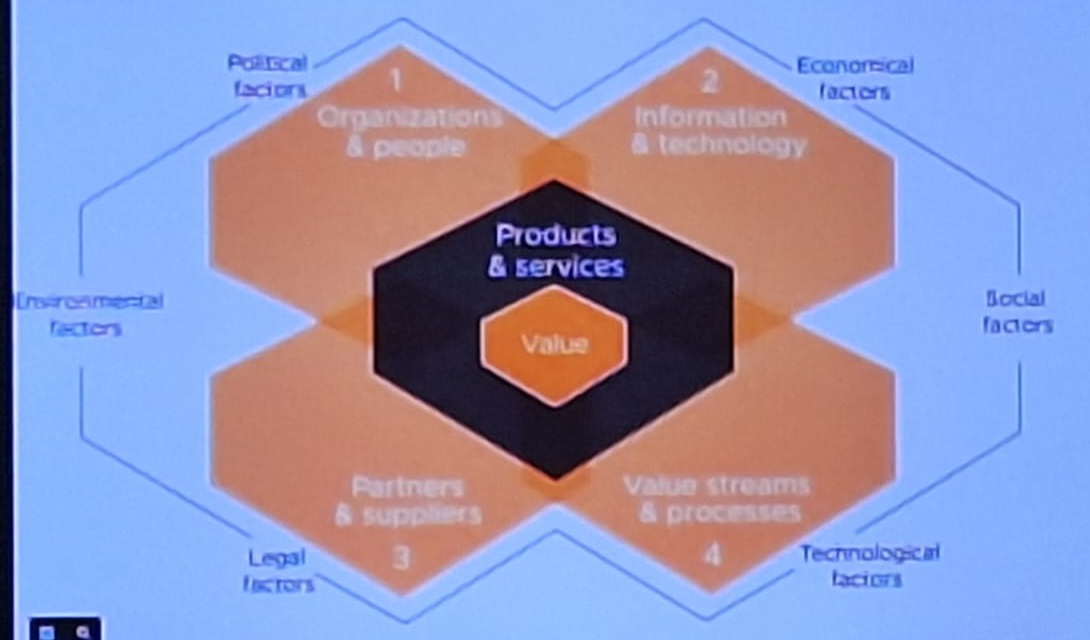 Political
factors
Economical
factors
1
Organizations
& people
2
Information
& technology
Products
& services
Value
Environmental
factors
Social
factors
Partners
& suppliers
3
Value streams
& processes
4
Legal
factors
Technological
factors